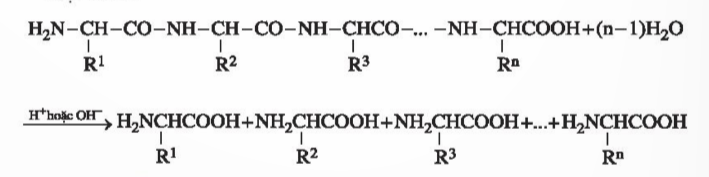 H₂N−CH−CO−NH−CH−CO−NH−CHCO−... −NH−CHCOOH+(n−1)H₂O
R¹ R² R³ Rⁿ
H⁺hoặc OH⁻
→ H₂NCHCOOH+NH₂CHCOOH+NH₂CHCOOH+...+H₂NCHCOOH
R¹ R² R³ Rⁿ